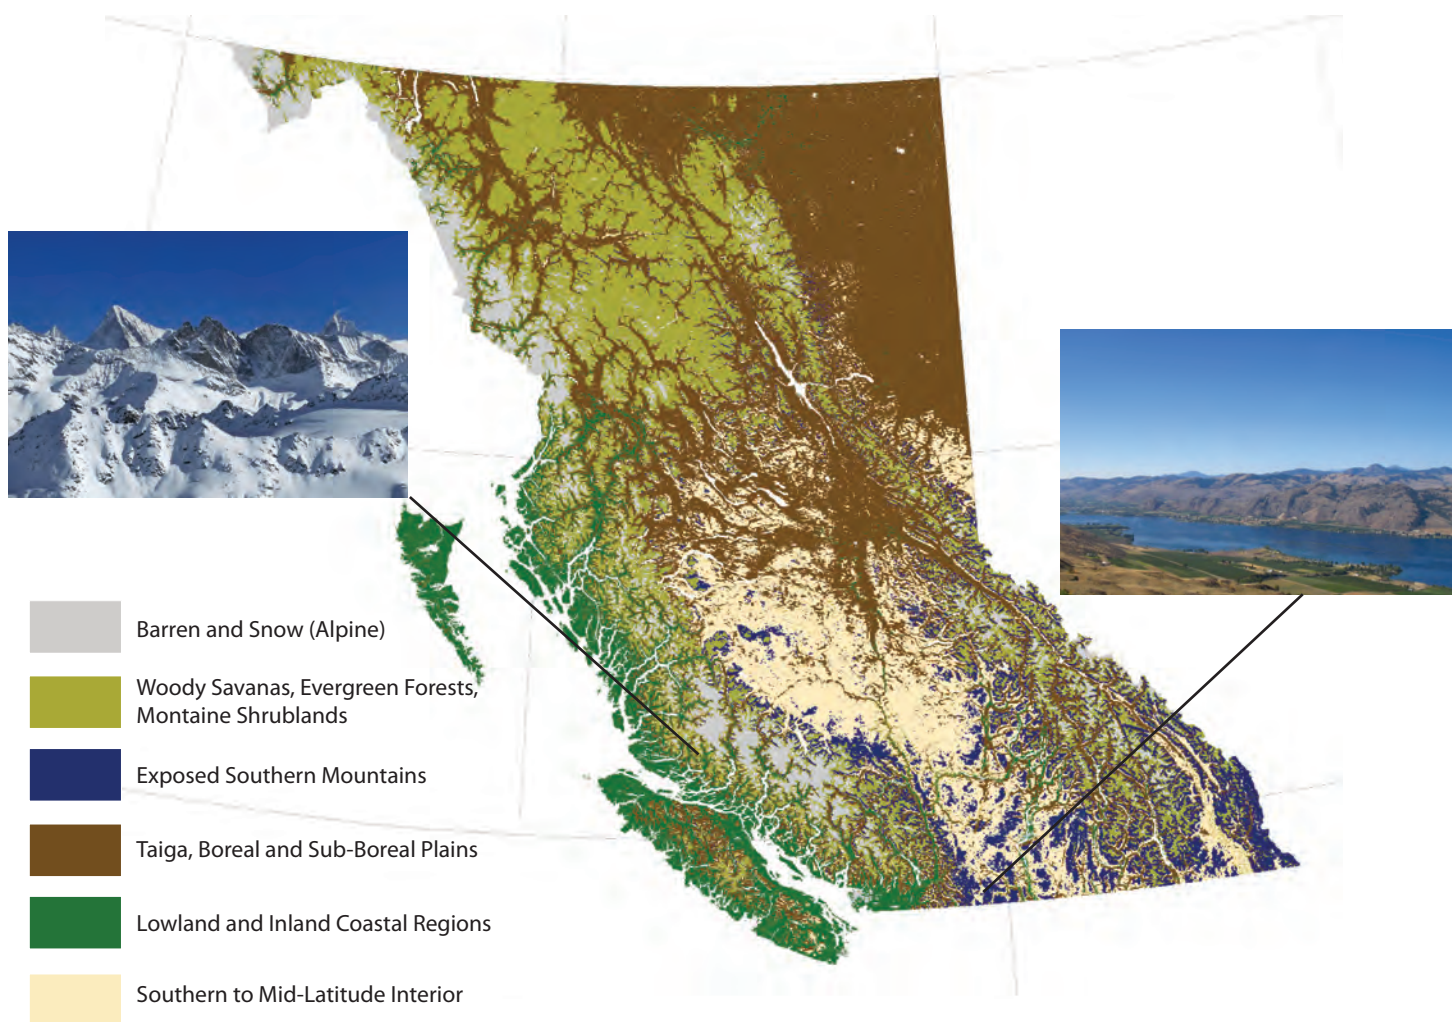 Barren and Snow (Alpine)
Woody Savanas, Evergreen Forests,
Montaine Shrublands
Exposed Southern Mountains
Taiga, Boreal and Sub-Boreal Plains
Lowland and Inland Coastal Regions
Southern to Mid-Latitude Interior